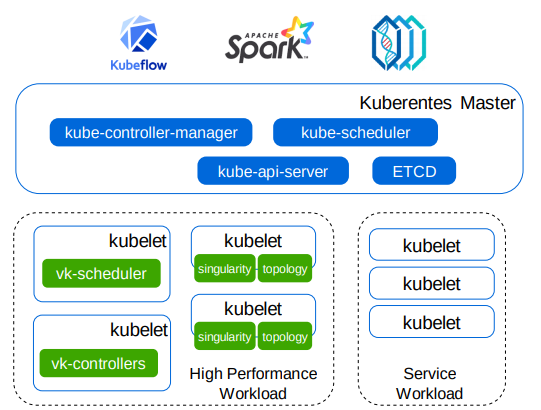 Kubeflow
APACHE
Spark™
Kuberentes Master
kube-controller-manager
kube-scheduler
kube-api-server
ETCD
kubelet
vk-scheduler
kubelet
singularity
topology
kubelet
vk-controllers
kubelet
singularity
topology
High Performance
Workload
kubelet
kubelet
kubelet
Service
Workload